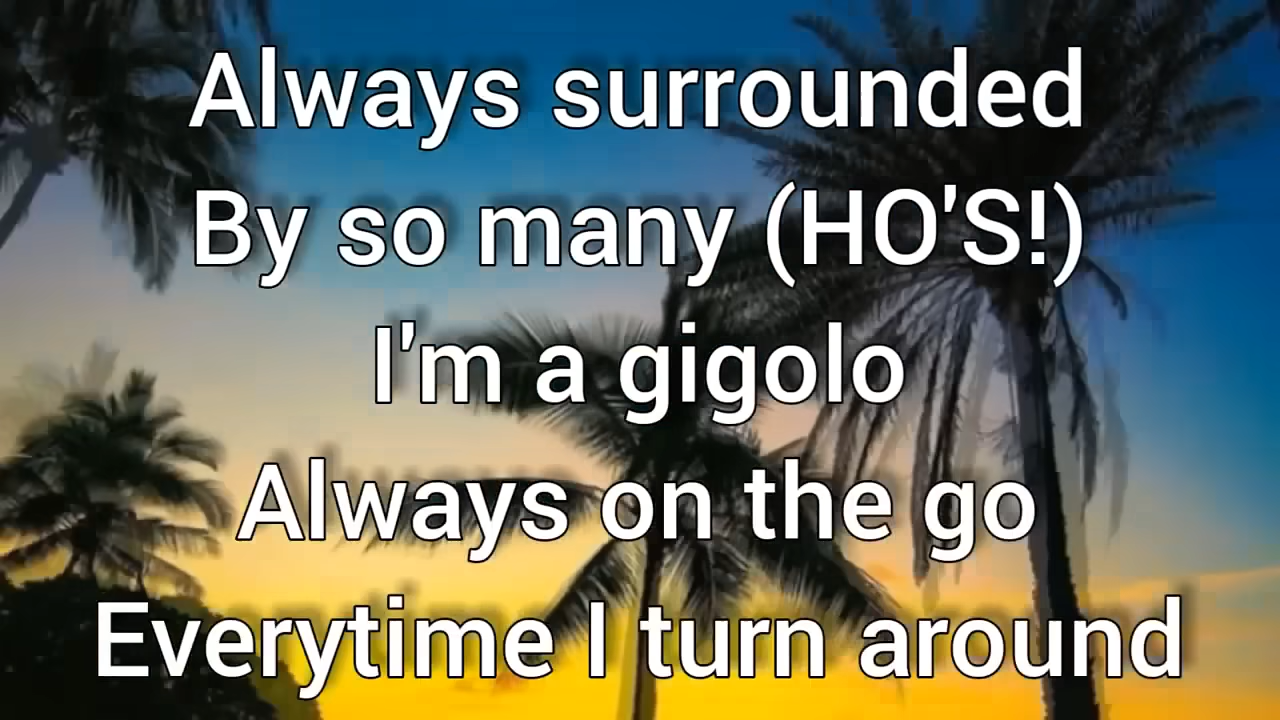 Always surrounded
By so many (HO'S!)
I'm a gigolo
Always on the go
Everytime I turn around